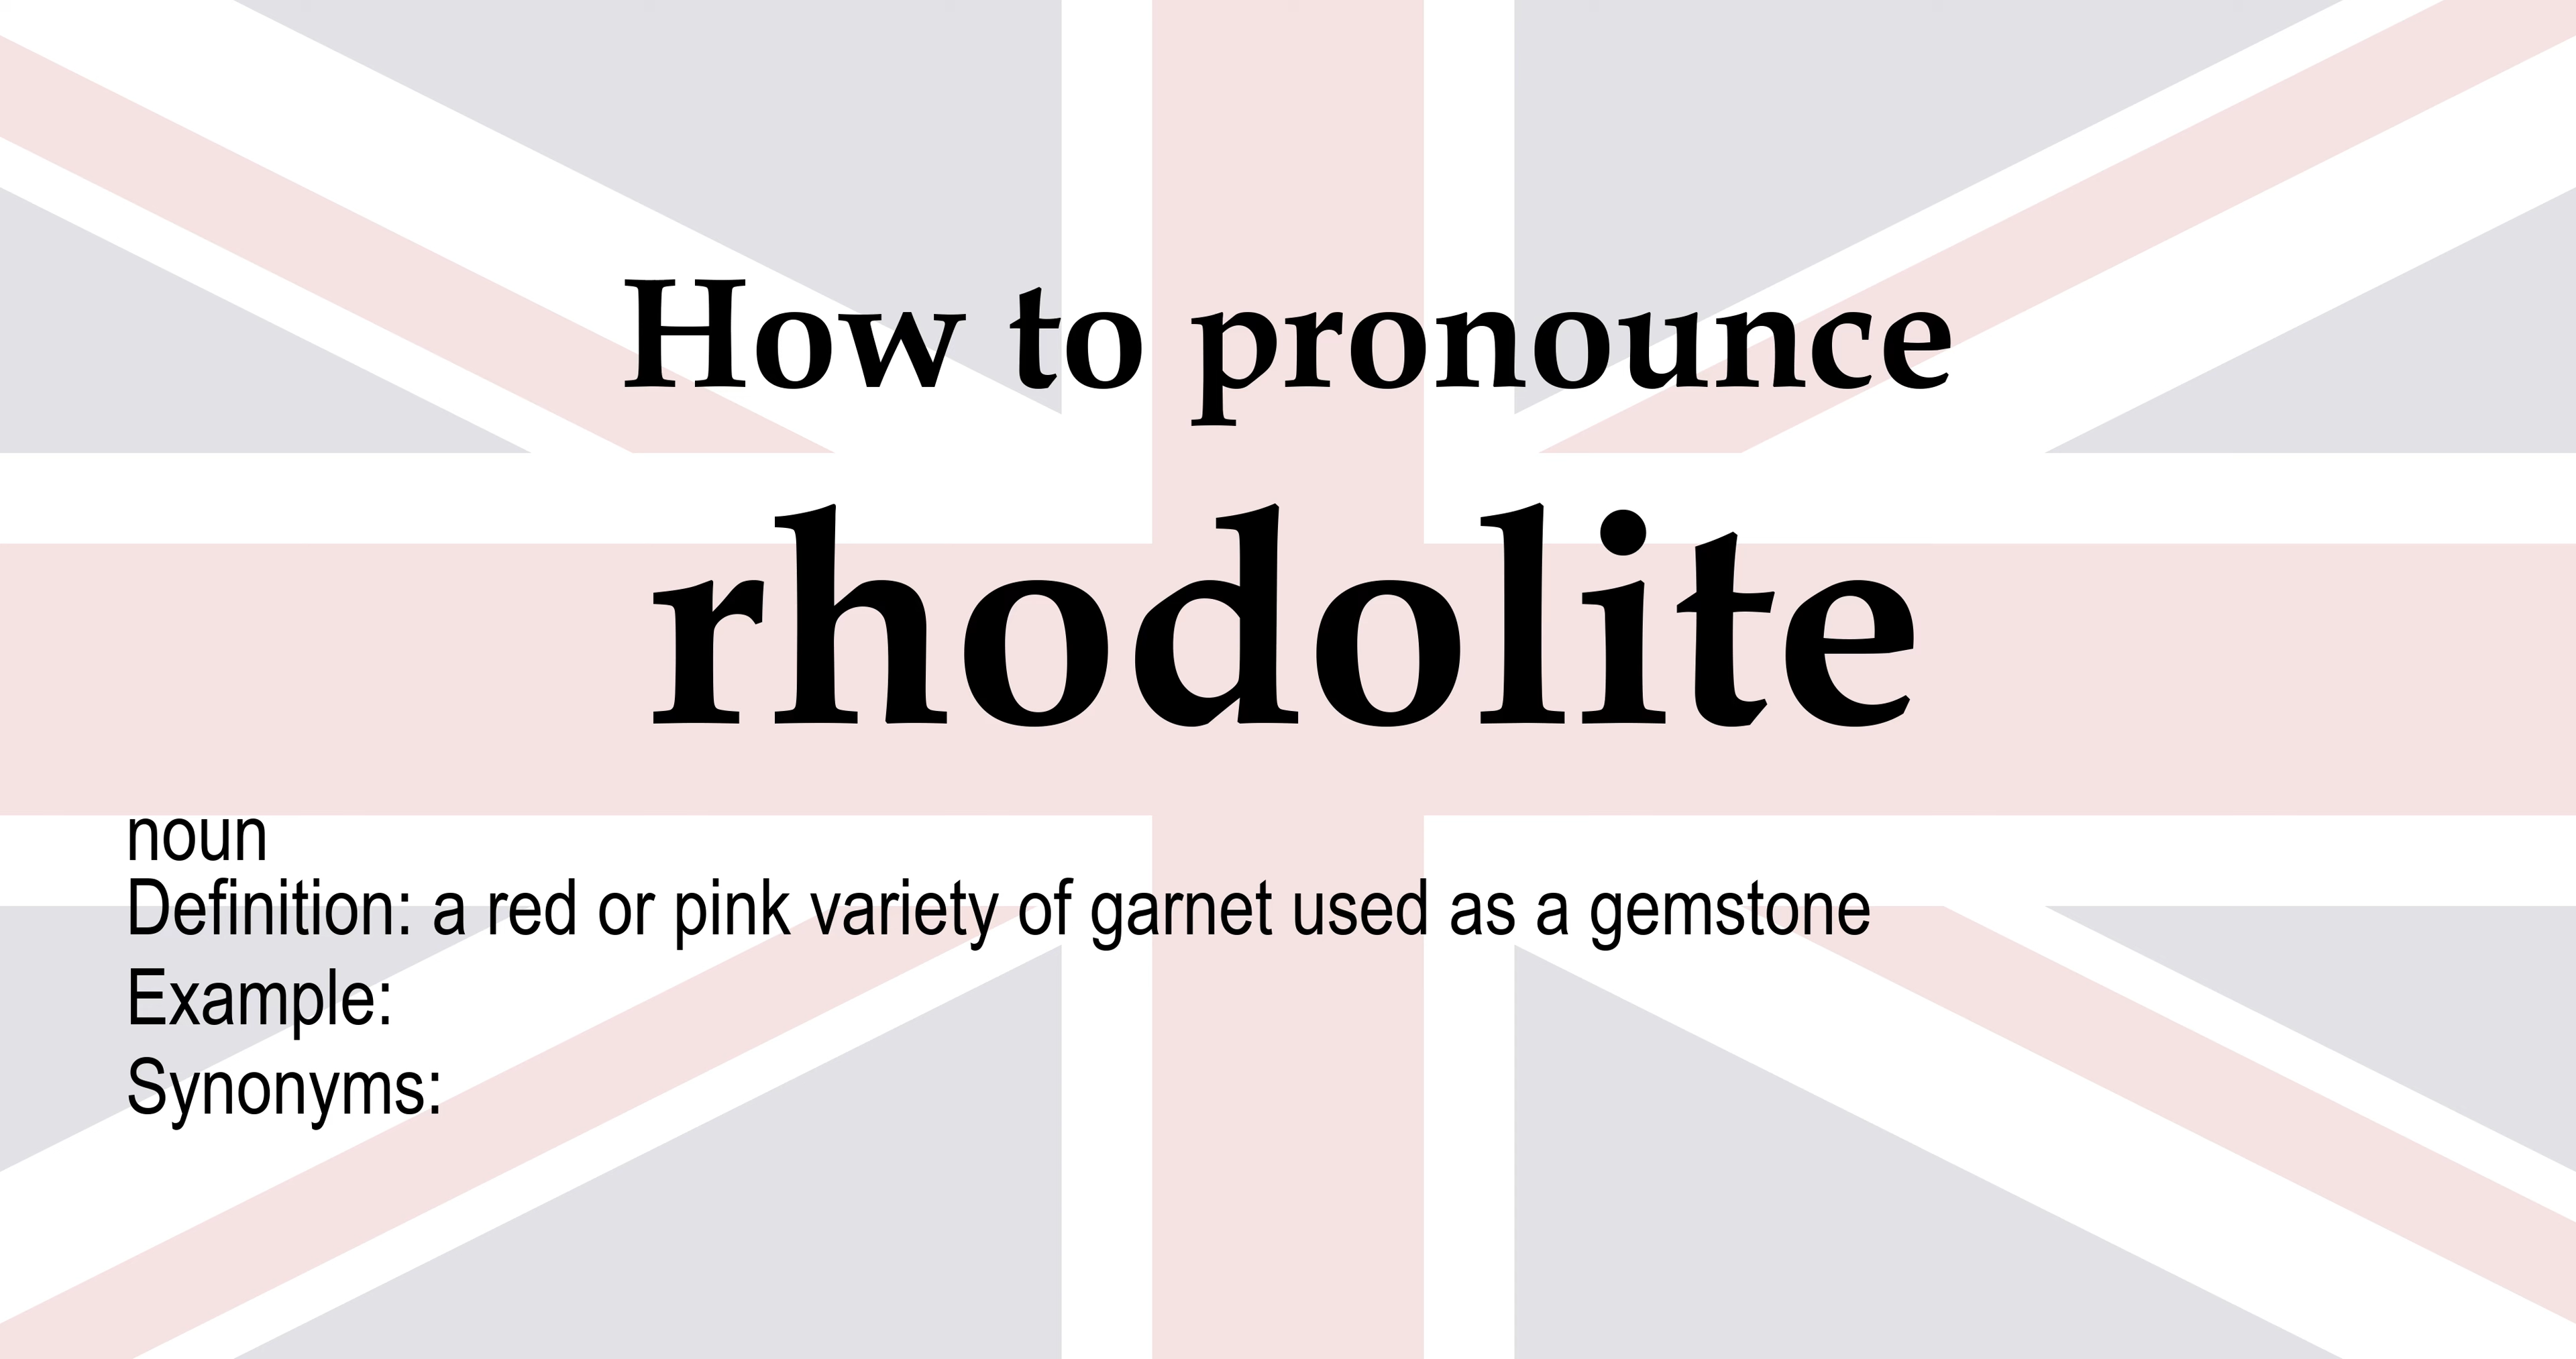 How to pronounce
rhodolite
noun
Definition: a red or pink variety of garnet used as a gemstone
Example:
Synonyms: